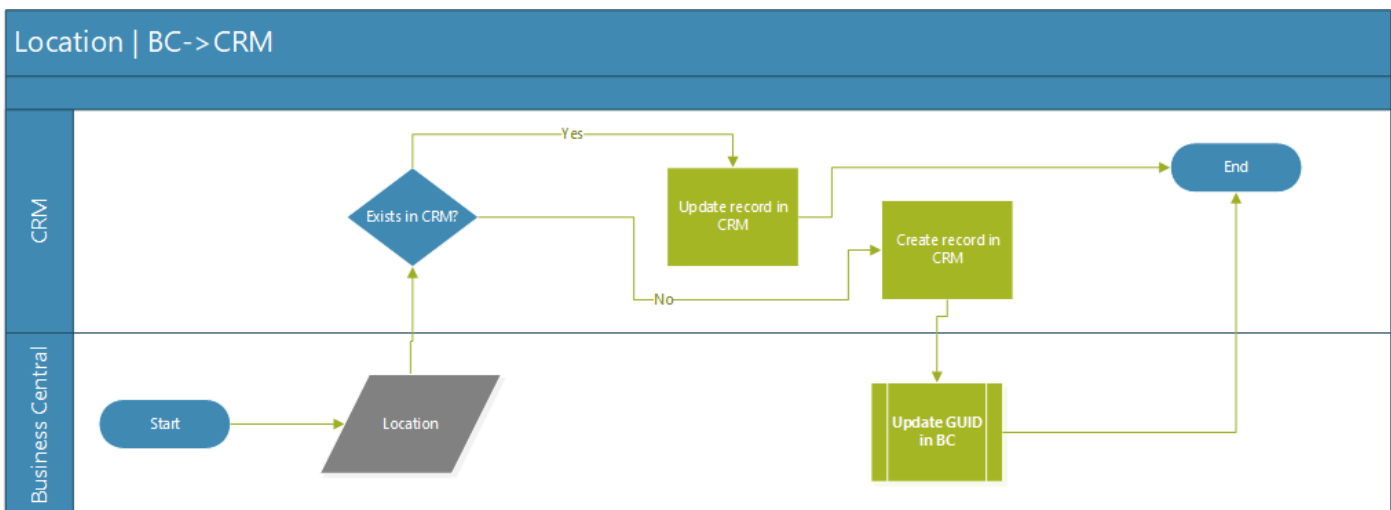 Location | BC->CRM
CRM
Yes
Exists in CRM?
Update record in
CRM
End
Create record in
CRM
No
Business Central
Start
Location
Update GUID
in BC